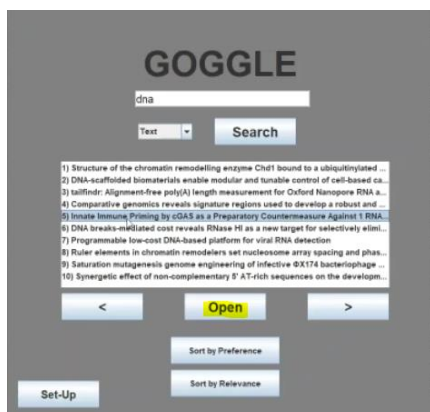 GOGGLE
dna
Text
Search
1) Structure of the chromatin remodelling enzyme Chd1 bound to a ubiquitinylated ...
2) DNA-scaffolded biomaterials enable modular and tunable control of cell-based ca...
3) tailfindr: Alignment-free poly(A) length measurement for Oxford Nanopore RNA a...
4) Comparative genomics reveals signature regions used to develop a robust and ...
5) Innate Immune Priming by cGAS as a Preparatory Countermeasure Against 1 RNA...
6) DNA breaks-mediated cost reveals RNase HI as a new target for selectively elimi...
7) Programmable low-cost DNA-based platform for viral RNA detection
8) Ruler elements in chromatin remodelers set nucleosome array spacing and phas...
9) Saturation mutagenesis genome engineering of infective ΦX174 bacteriophage ...
10) Synergetic effect of non-complementary 5' AT-rich sequences on the developm...
<
Open
>
Sort by Preference
Sort by Relevance
Set-Up